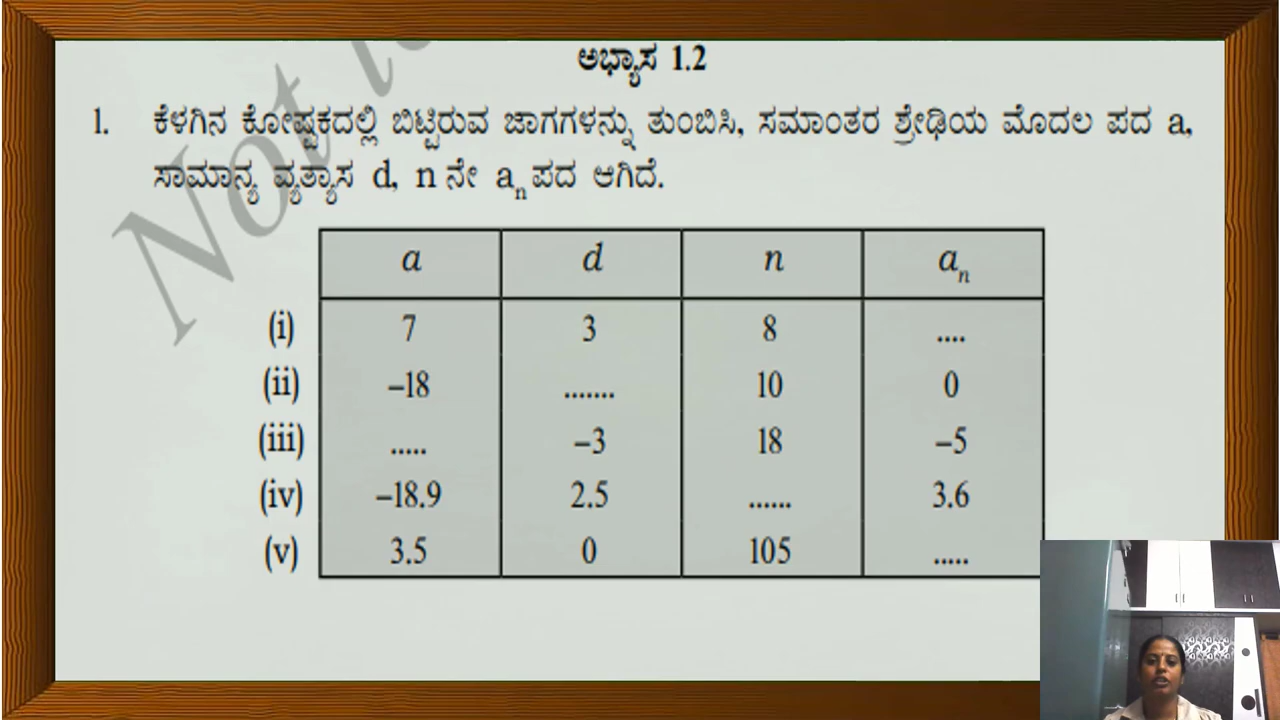 ಅಭ್ಯಾಸ 1.2
1. ಕೆಳಗಿನ ಕೋಷ್ಟಕದಲ್ಲಿ ಬಿಟ್ಟಿರುವ ಜಾಗಗಳನ್ನು ತುಂಬಿಸಿ, ಸಮಾಂತರ ಶ್ರೇಢಿಯ ಮೊದಲ ಪದ a,
ಸಾಮಾನ್ಯ ವ್ಯತ್ಯಾಸ d, n ನೇ aₙ ಪದ ಆಗಿದೆ.
a d n aₙ
(i) 7 3 8 ....
(ii) –18 ....... 10 0
(iii) ..... –3 18 –5
(iv) –18.9 2.5 ...... 3.6
(v) 3.5 0 105 .....
Not